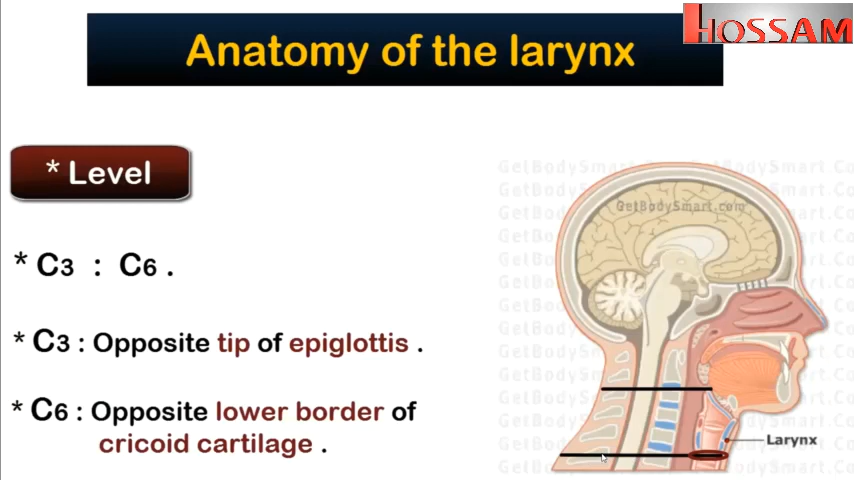 HOSSAM
Anatomy of the larynx
* Level
* C3 : C6 .
* C3 : Opposite tip of epiglottis .
* C6 : Opposite lower border of
cricoid cartilage .
GetBodySmart.com
Larynx